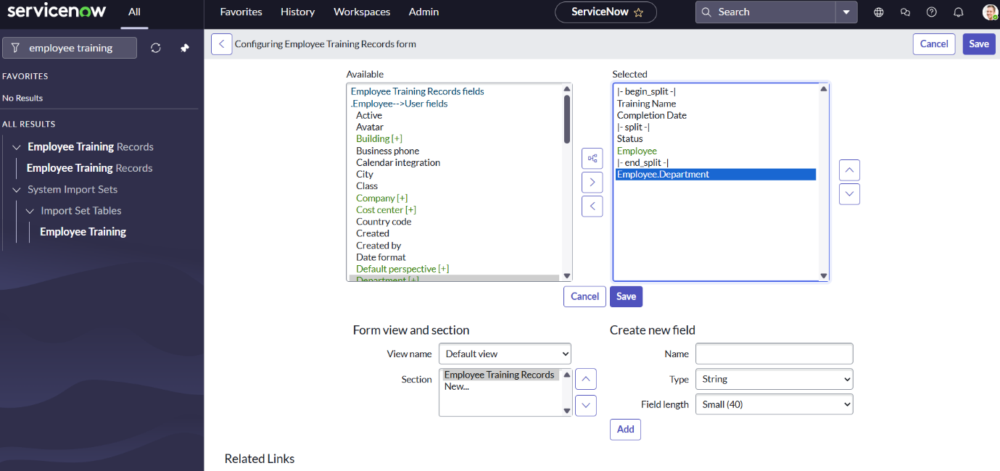 servicenow
All
Favorites
History
Workspaces
Admin
ServiceNow
Search
employee training
FAVORITES
No Results
ALL RESULTS
Employee Training Records
Employee Training Records
System Import Sets
Import Set Tables
Employee Training
Configuring Employee Training Records form
Cancel
Save
Available
Employee Training Records fields
.Employee-->User fields
Active
Avatar
Building [+]
Business phone
Calendar integration
City
Class
Company [+]
Cost center [+]
Country code
Created
Created by
Date format
Default perspective [+]
Department [+]
Selected
|- begin_split -|
Training Name
Completion Date
|- split -|
Status
Employee
|- end_split -|
Employee.Department
Cancel
Save
Form view and section
View name
Default view
Section
Employee Training Records
New...
Create new field
Name
Type
String
Field length
Small (40)
Add
Related Links